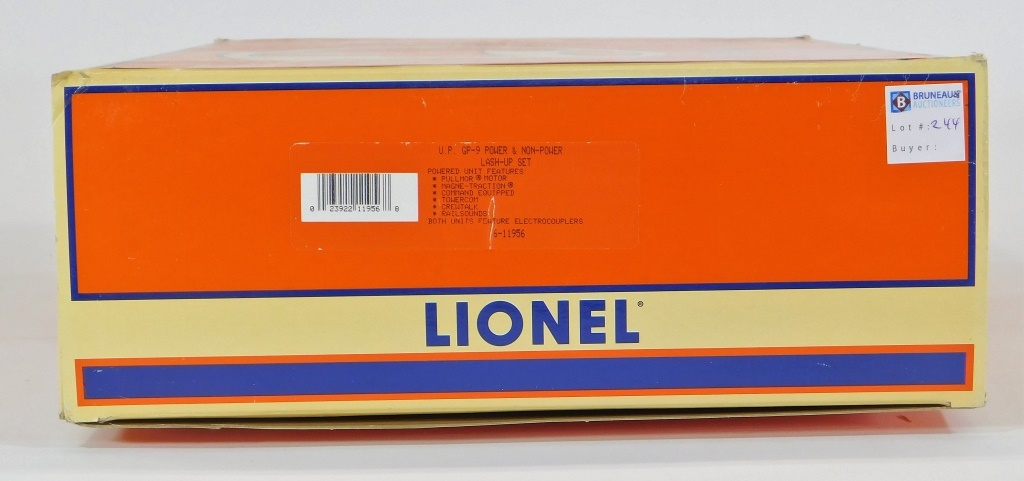 U.P. GP-9 POWER & NON-POWER
LASH-UP SET
POWERED UNIT FEATURES
* PULLMOR® MOTOR
* MAGNE-TRACTION®
* COMMAND EQUIPPED
* TOWERCOM
* CREWTALK
* RAILSOUNDS
BOTH UNITS FEATURE ELECTROCOUPLERS
6-11956
0 23922 11956 8
B BRUNEAU&
AUCTIONEERS
Lot #: 244
Buyer:
LIONEL®